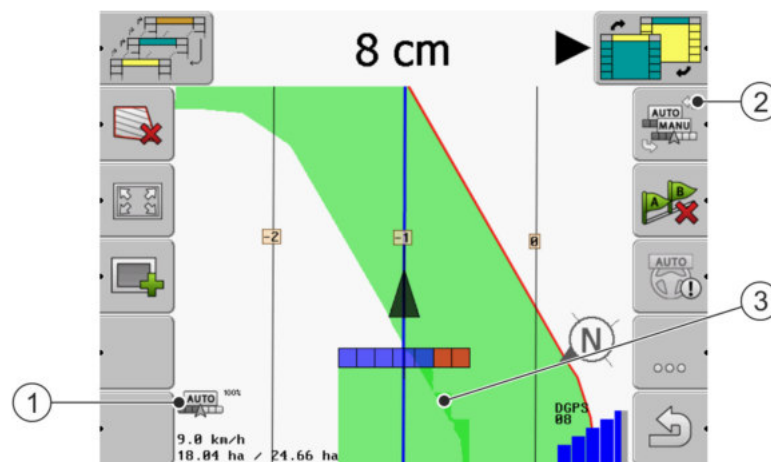 8 cm
AUTO
MANU
2
A B
-2
-1
0
AUTO
3
N
1
AUTO 100%
DGPS
08
9.0 km/h
18.04 ha / 24.66 ha